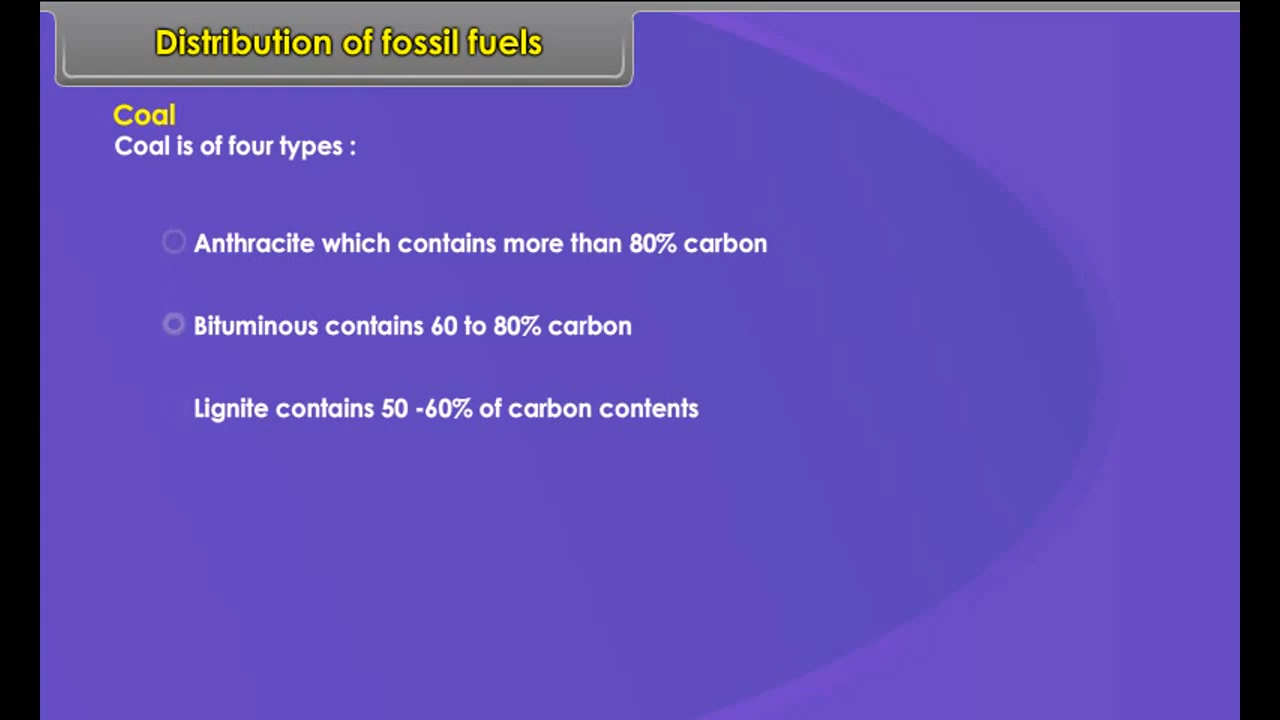 Distribution of fossil fuels
Coal
Coal is of four types :
Anthracite which contains more than 80% carbon
Bituminous contains 60 to 80% carbon
Lignite contains 50 -60% of carbon contents